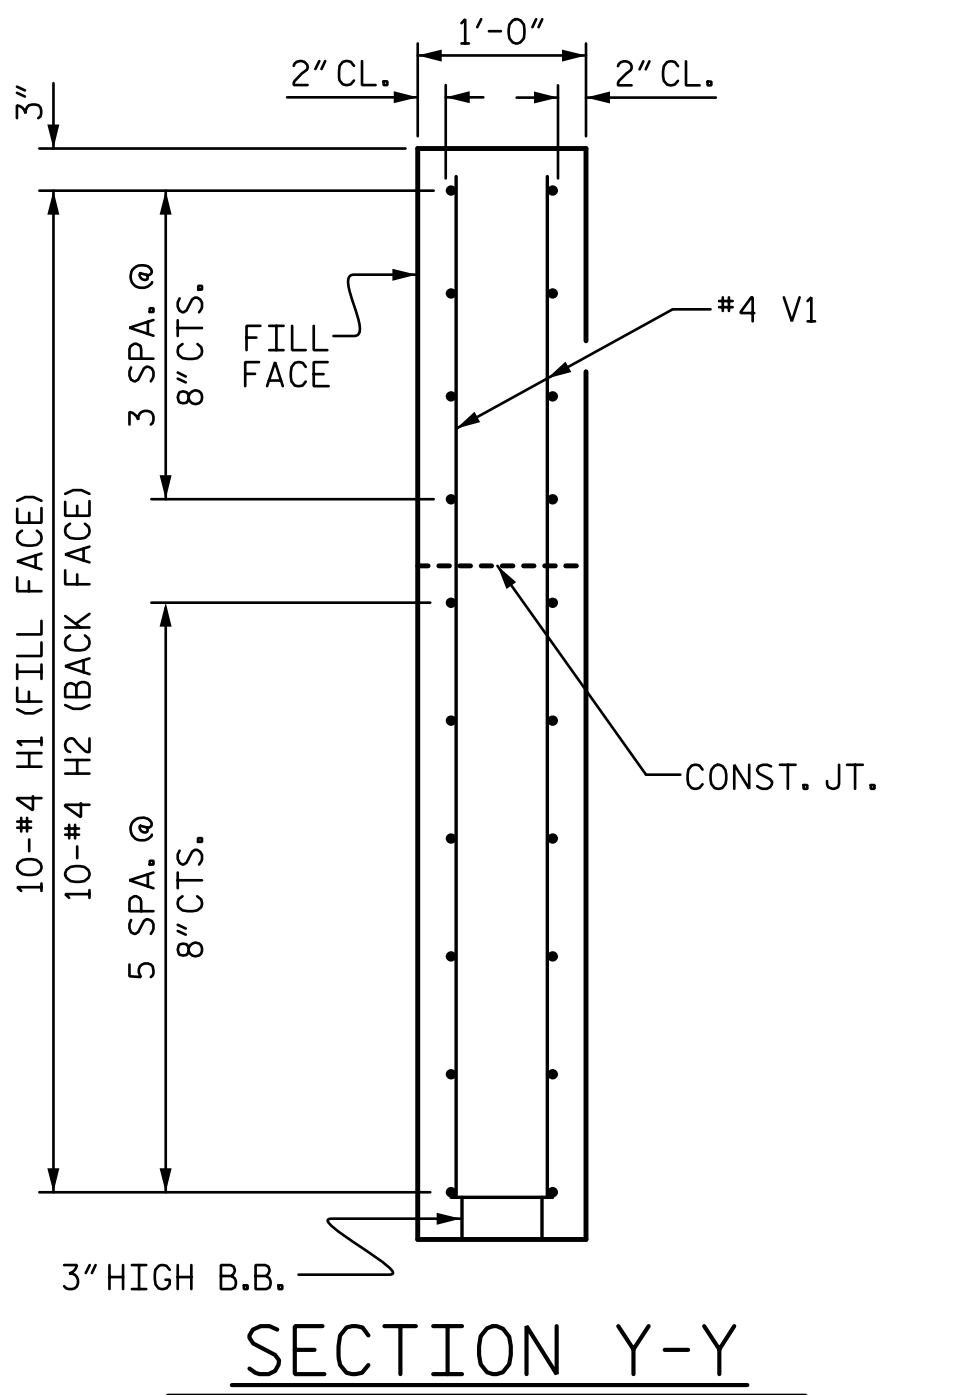 1'-0"
2" CL.
2" CL.
3"
3 SPA. @
8" CTS.
FILL
FACE
#4 V1
10-#4 H1 (FILL FACE)
10-#4 H2 (BACK FACE)
CONST. JT.
5 SPA. @
8" CTS.
3" HIGH B.B.
SECTION Y-Y